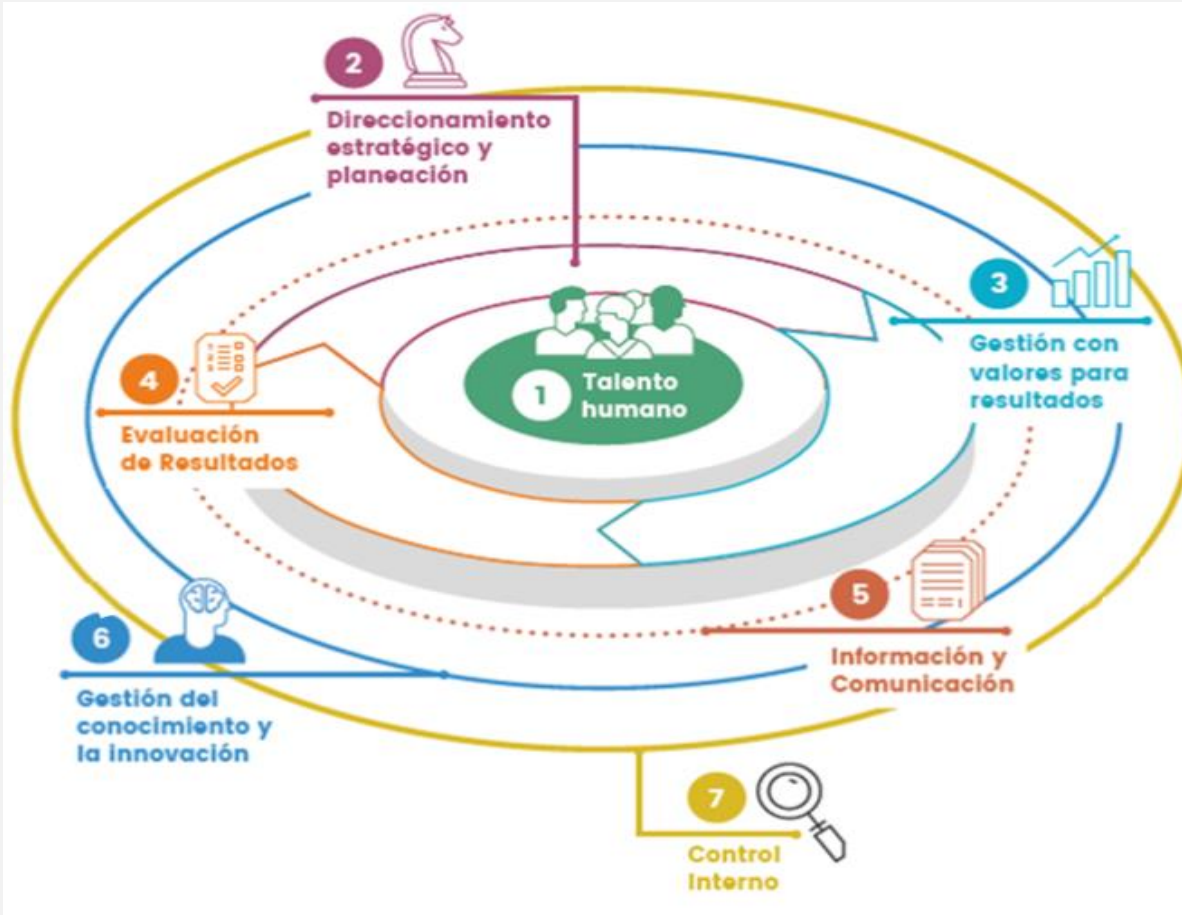 1
Talento
humano
2
Direccionamiento
estratégico y
planeación
3
Gestión con
valores para
resultados
4
Evaluación
de Resultados
5
Información y
Comunicación
6
Gestión del
conocimiento y
la innovación
7
Control
Interno